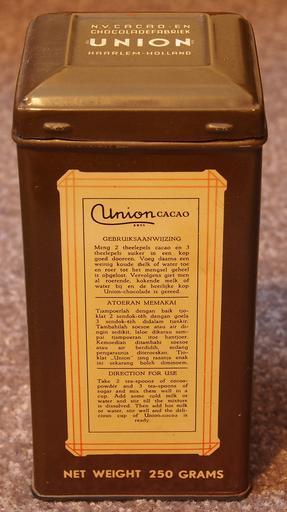 N.V. CACAO- EN
CHOCOLADEFABRIEK
UNION
HAARLEM-HOLLAND
Union CACAO
GEBRUIKSAANWIJZING
Meng 2 theelepels cacao en 3
theelepels suiker in een kop
goed dooreen. Voeg daarna een
weinig koude melk of water toe
en roer tot het mengsel geheel
is opgelost. Vervolgens giet men
al roerende, kokende melk of
water bij en de heerlijke kop
Union-chocolade is gereed.
ATOERAN MEMAKAI
Tjampoerlah dengan baik tjo-
klat 2 sendok-téh dengan goela
3 sendok-téh didalam tjankir.
Tambahilah soesoe atau air di-
ngin sedikit, laloe dikatjau sam-
pai tjampoeran itoe hantjoer.
Kemoedian ditambahi soesoe
atau air berdidih, sedang
pengaraunja diteroeskan. Tjo-
klat „Union” jang rasanja enak
ini sekarang boleh diminoem.
DIRECTION FOR USE
Take 2 tea-spoons of cocoa-
powder and 3 tea-spoons of
sugar and mix them well in a
cup. Add some cold milk or
water and stir till the mixture
is dissolved. Then add hot milk
or water, stir well and the deli-
cious cup of Union-cocoa is
ready.
NET WEIGHT 250 GRAMS